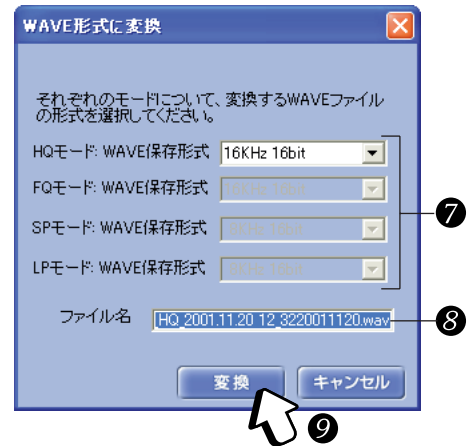 WAVE形式に変換
それぞれのモードについて、変換するWAVEファイル
の形式を選択してください。
HQモード: WAVE保存形式 16KHz 16bit
FQモード: WAVE保存形式
SPモード: WAVE保存形式
LPモード: WAVE保存形式
7
ファイル名 HQ_2001.11.20 12_3220011120.wav
8
変換 キャンセル
9